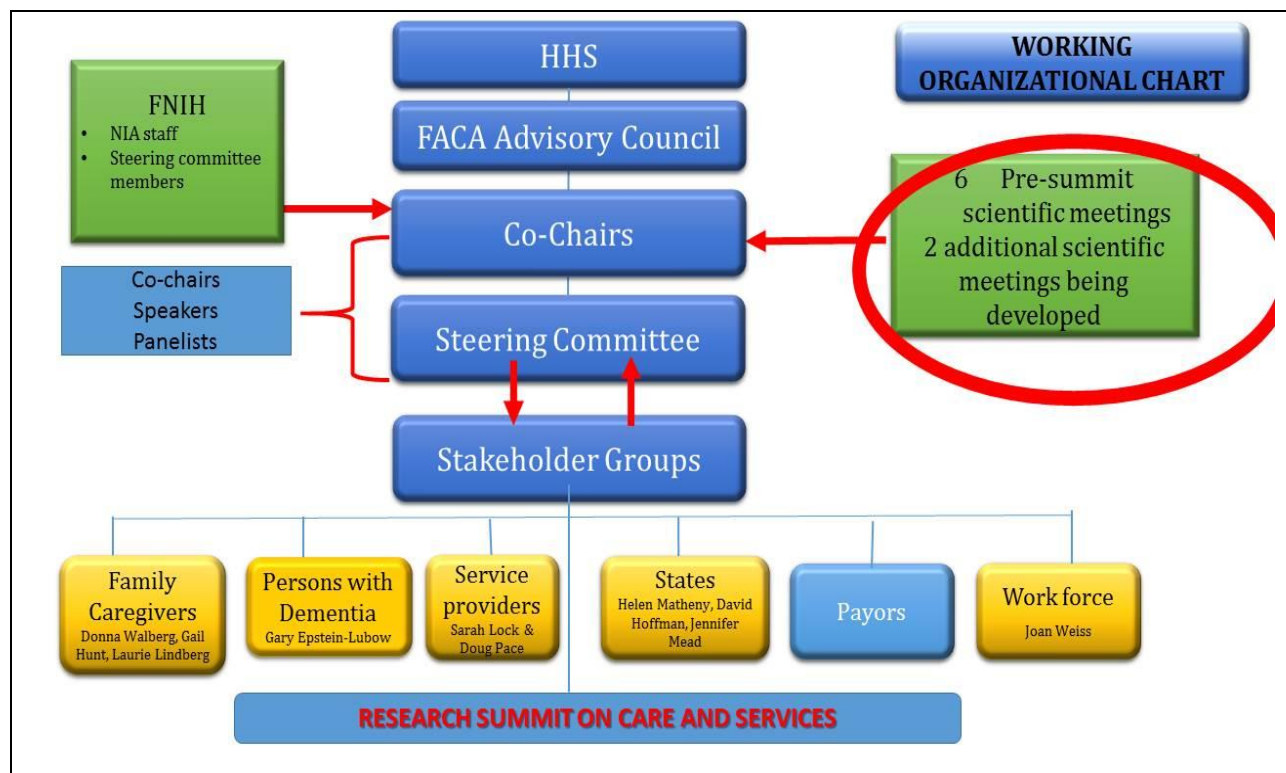 HHS
WORKING
ORGANIZATIONAL CHART
FNIH
• NIA staff
• Steering committee
members
FACA Advisory Council
6 Pre-summit
scientific meetings
2 additional scientific
meetings being
developed
Co-Chairs
Co-chairs
Speakers
Panelists
Steering Committee
Stakeholder Groups
Family
Caregivers
Donna Walberg, Gail
Hunt, Laurie Lindberg
Persons with
Dementia
Gary Epstein-Lubow
Service
providers
Sarah Lock &
Doug Pace
States
Helen Matheny, David
Hoffman, Jennifer
Mead
Payors
Work force
Joan Weiss
RESEARCH SUMMIT ON CARE AND SERVICES